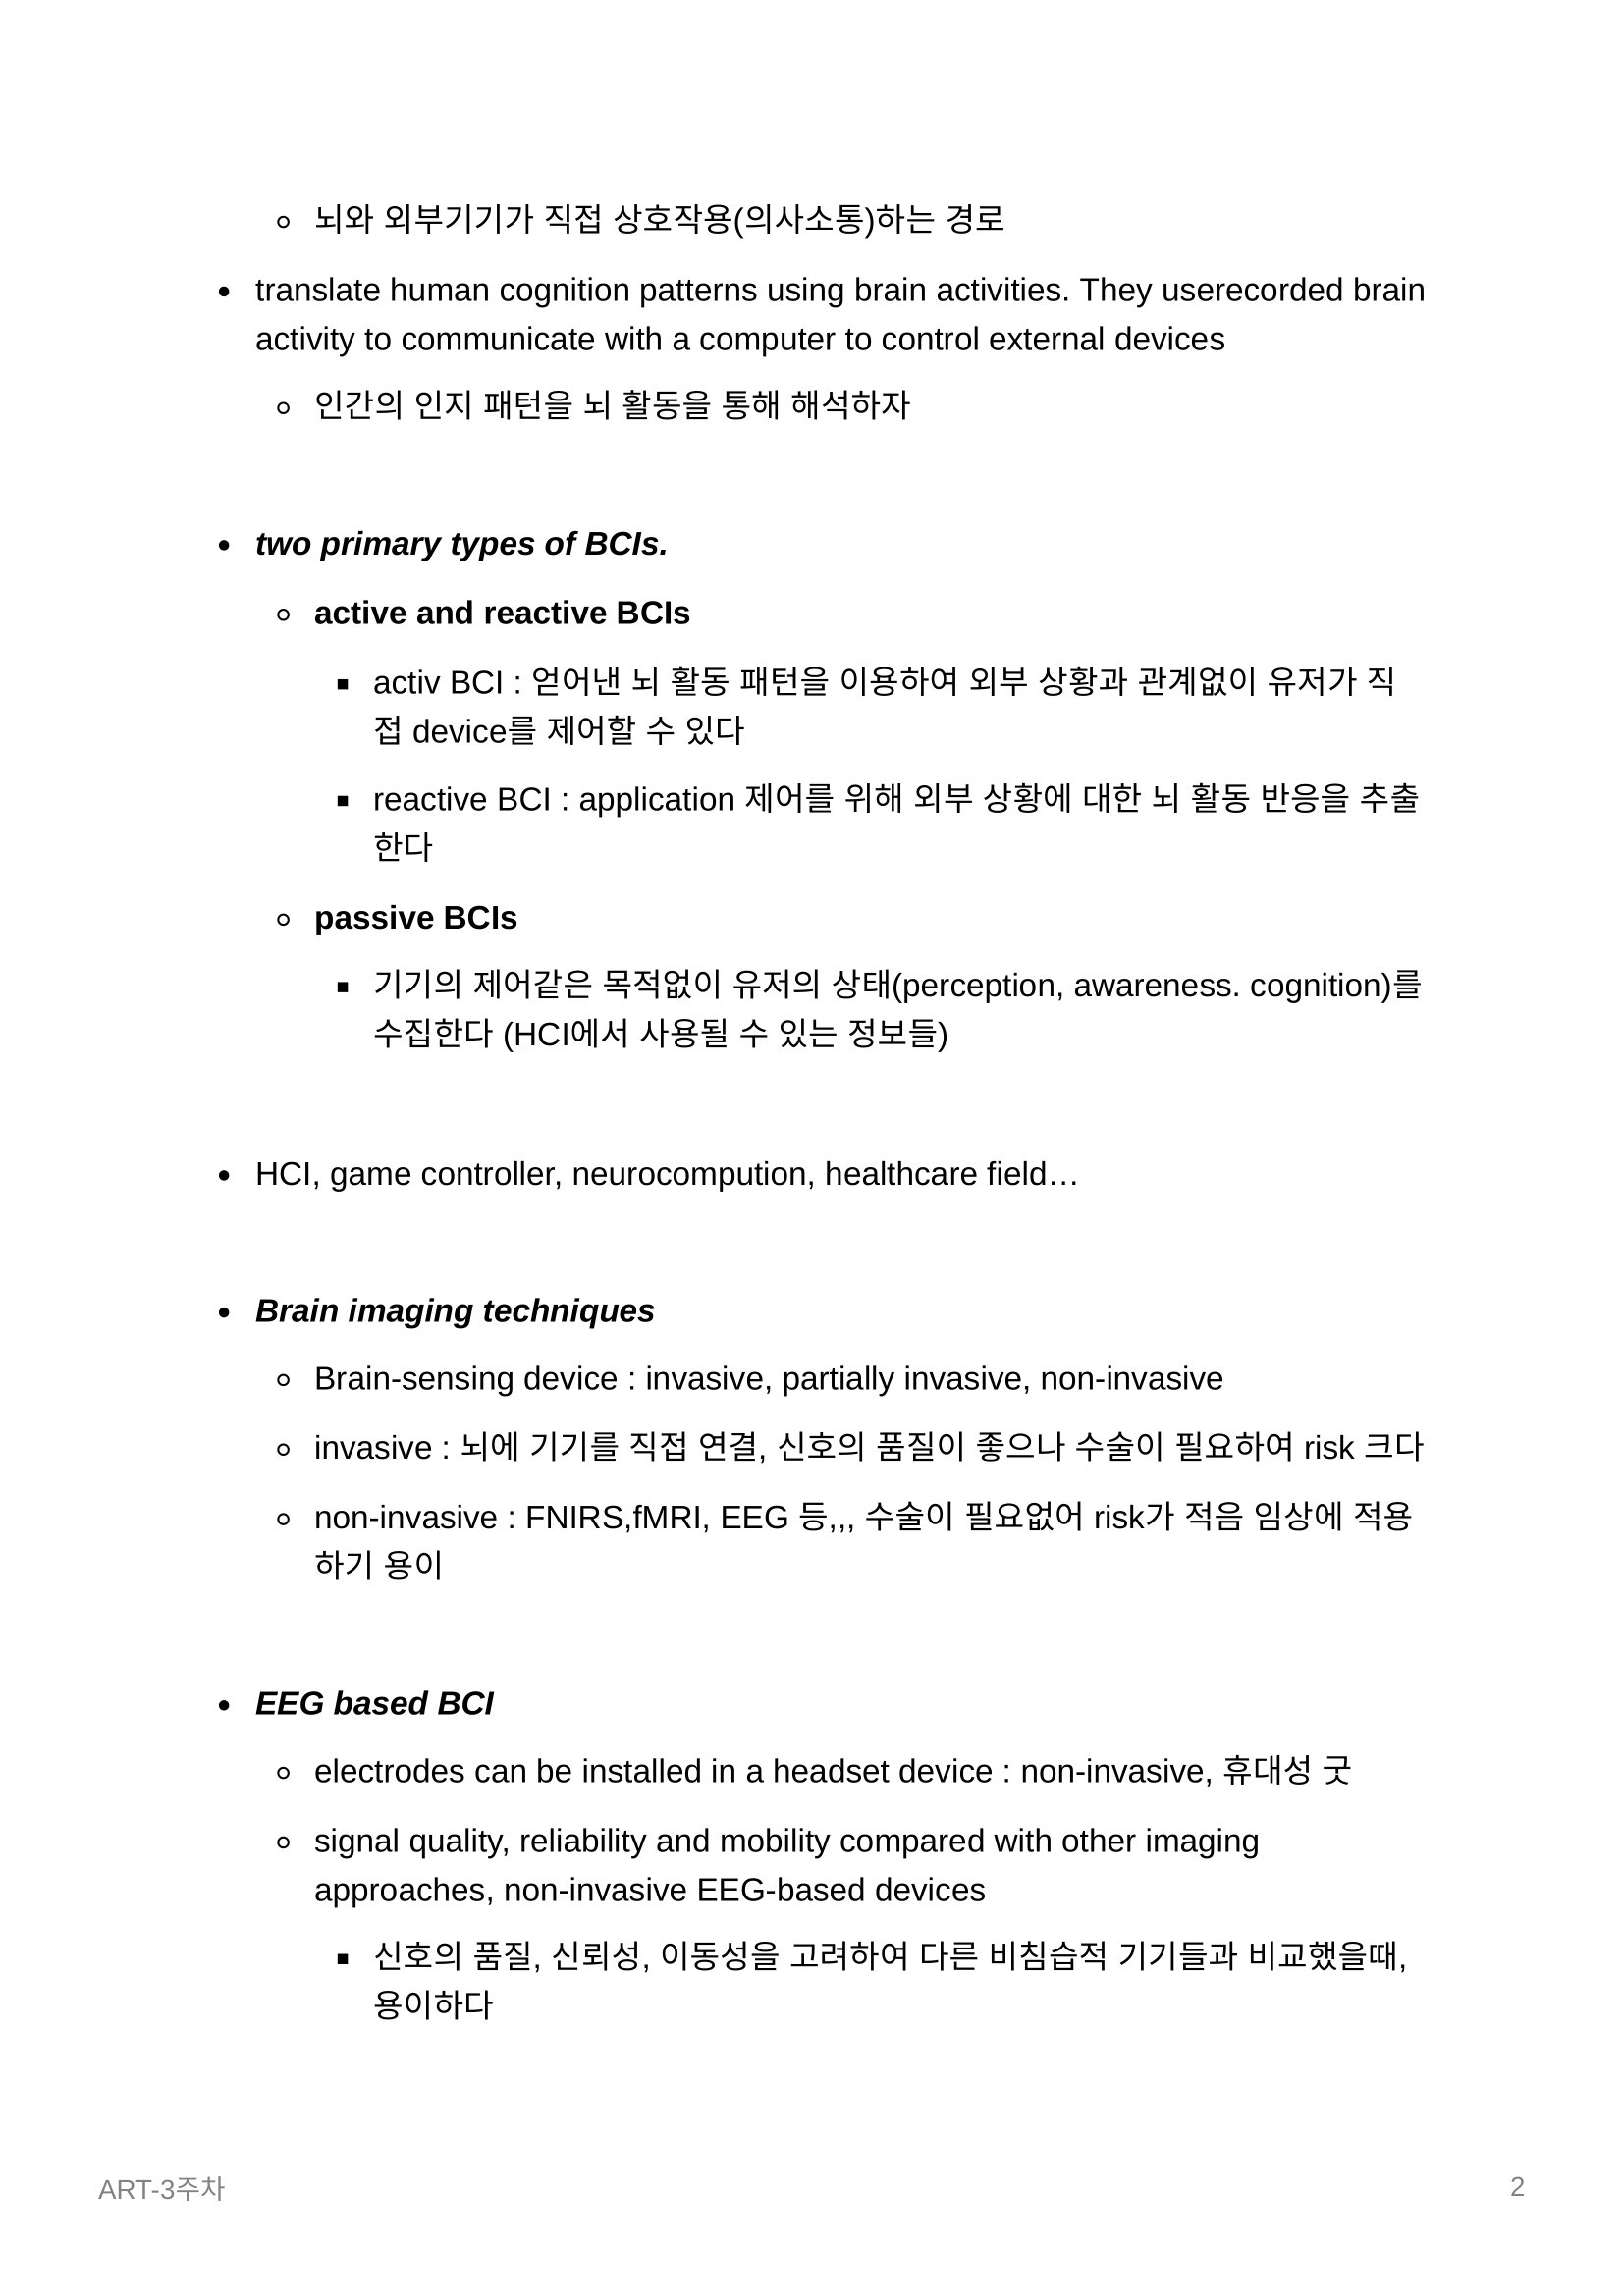 뇌와 외부기기가 직접 상호작용(의사소통)하는 경로
translate human cognition patterns using brain activities. They userecorded brain
activity to communicate with a computer to control external devices
인간의 인지 패턴을 뇌 활동을 통해 해석하자
two primary types of BCIs.
active and reactive BCIs
activ BCI : 얻어낸 뇌 활동 패턴을 이용하여 외부 상황과 관계없이 유저가 직
접 device를 제어할 수 있다
reactive BCI : application 제어를 위해 외부 상황에 대한 뇌 활동 반응을 추출
한다
passive BCIs
기기의 제어같은 목적없이 유저의 상태(perception, awareness. cognition)를
수집한다 (HCI에서 사용될 수 있는 정보들)
HCI, game controller, neurocompution, healthcare field…
Brain imaging techniques
Brain-sensing device : invasive, partially invasive, non-invasive
invasive : 뇌에 기기를 직접 연결, 신호의 품질이 좋으나 수술이 필요하여 risk 크다
non-invasive : FNIRS,fMRI, EEG 등,,, 수술이 필요없어 risk가 적음 임상에 적용
하기 용이
EEG based BCI
electrodes can be installed in a headset device : non-invasive, 휴대성 굿
signal quality, reliability and mobility compared with other imaging
approaches, non-invasive EEG-based devices
신호의 품질, 신뢰성, 이동성을 고려하여 다른 비침습적 기기들과 비교했을때,
용이하다
ART-3주차
2